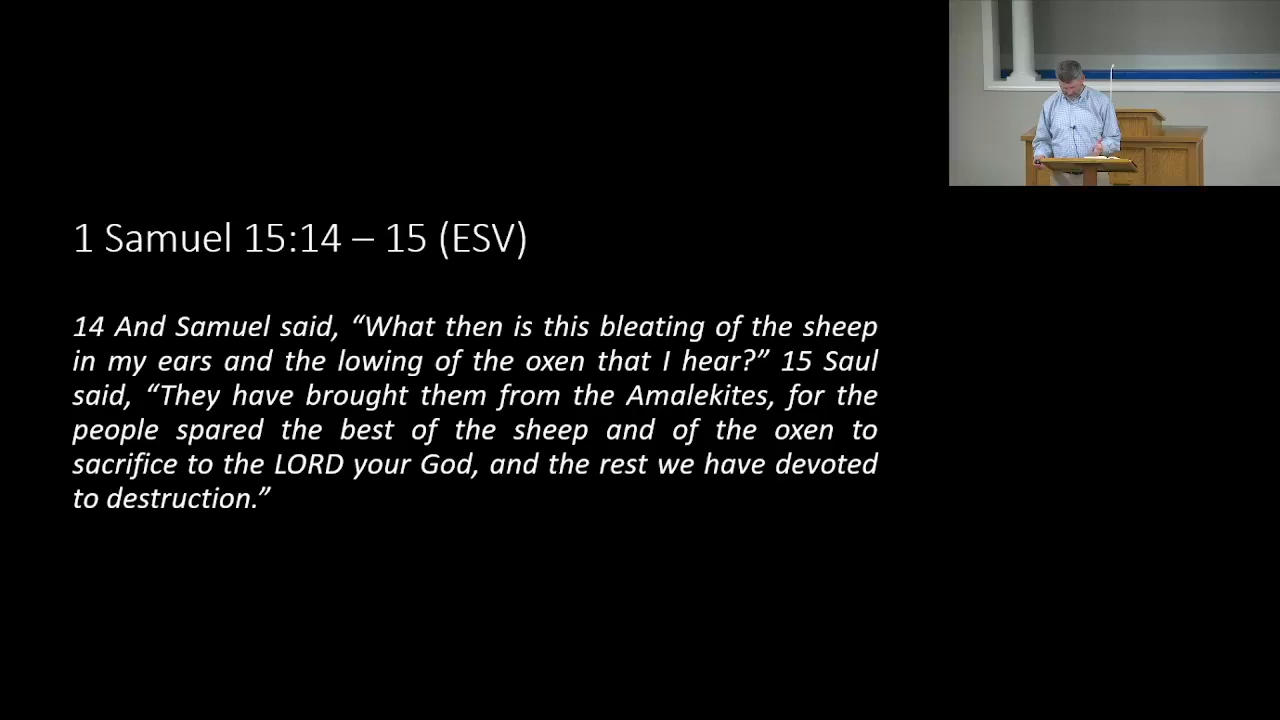 1 Samuel 15:14 – 15 (ESV)
14 And Samuel said, “What then is this bleating of the sheep
in my ears and the lowing of the oxen that I hear?” 15 Saul
said, “They have brought them from the Amalekites, for the
people spared the best of the sheep and of the oxen to
sacrifice to the LORD your God, and the rest we have devoted
to destruction.”